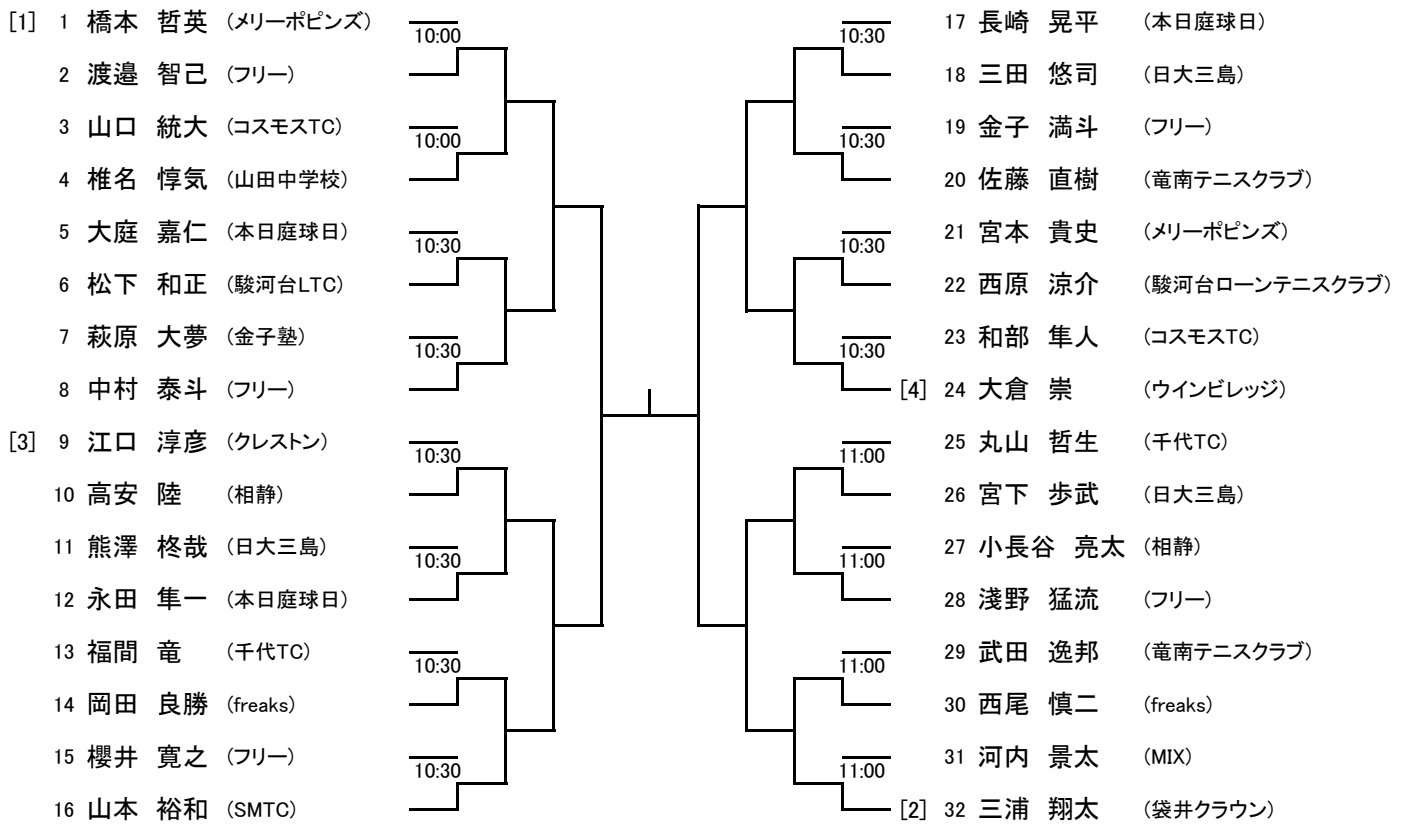 [1] 1 橋本 哲英 (メリーポピンズ)
10:00
2 渡邉 智己 (フリー)
3 山口 統大 (コスモスTC)
10:00
4 椎名 惇気 (山田中学校)
5 大庭 嘉仁 (本日庭球日)
10:30
6 松下 和正 (駿河台LTC)
7 萩原 大夢 (金子塾)
10:30
8 中村 泰斗 (フリー)
[3] 9 江口 淳彦 (クレストン)
10:30
10 高安 陸 (相静)
11 熊澤 柊哉 (日大三島)
10:30
12 永田 隼一 (本日庭球日)
13 福間 竜 (千代TC)
10:30
14 岡田 良勝 (freaks)
15 櫻井 寛之 (フリー)
10:30
16 山本 裕和 (SMTC)
17 長崎 晃平 (本日庭球日)
10:30
18 三田 悠司 (日大三島)
19 金子 満斗 (フリー)
10:30
20 佐藤 直樹 (竜南テニスクラブ)
21 宮本 貴史 (メリーポピンズ)
10:30
22 西原 涼介 (駿河台ローンテニスクラブ)
23 和部 隼人 (コスモスTC)
10:30
[4] 24 大倉 崇 (ウインビレッジ)
25 丸山 哲生 (千代TC)
11:00
26 宮下 歩武 (日大三島)
27 小長谷 亮太 (相静)
11:00
28 淺野 猛流 (フリー)
29 武田 逸邦 (竜南テニスクラブ)
11:00
30 西尾 慎二 (freaks)
31 河内 景太 (MIX)
11:00
[2] 32 三浦 翔太 (袋井クラウン)